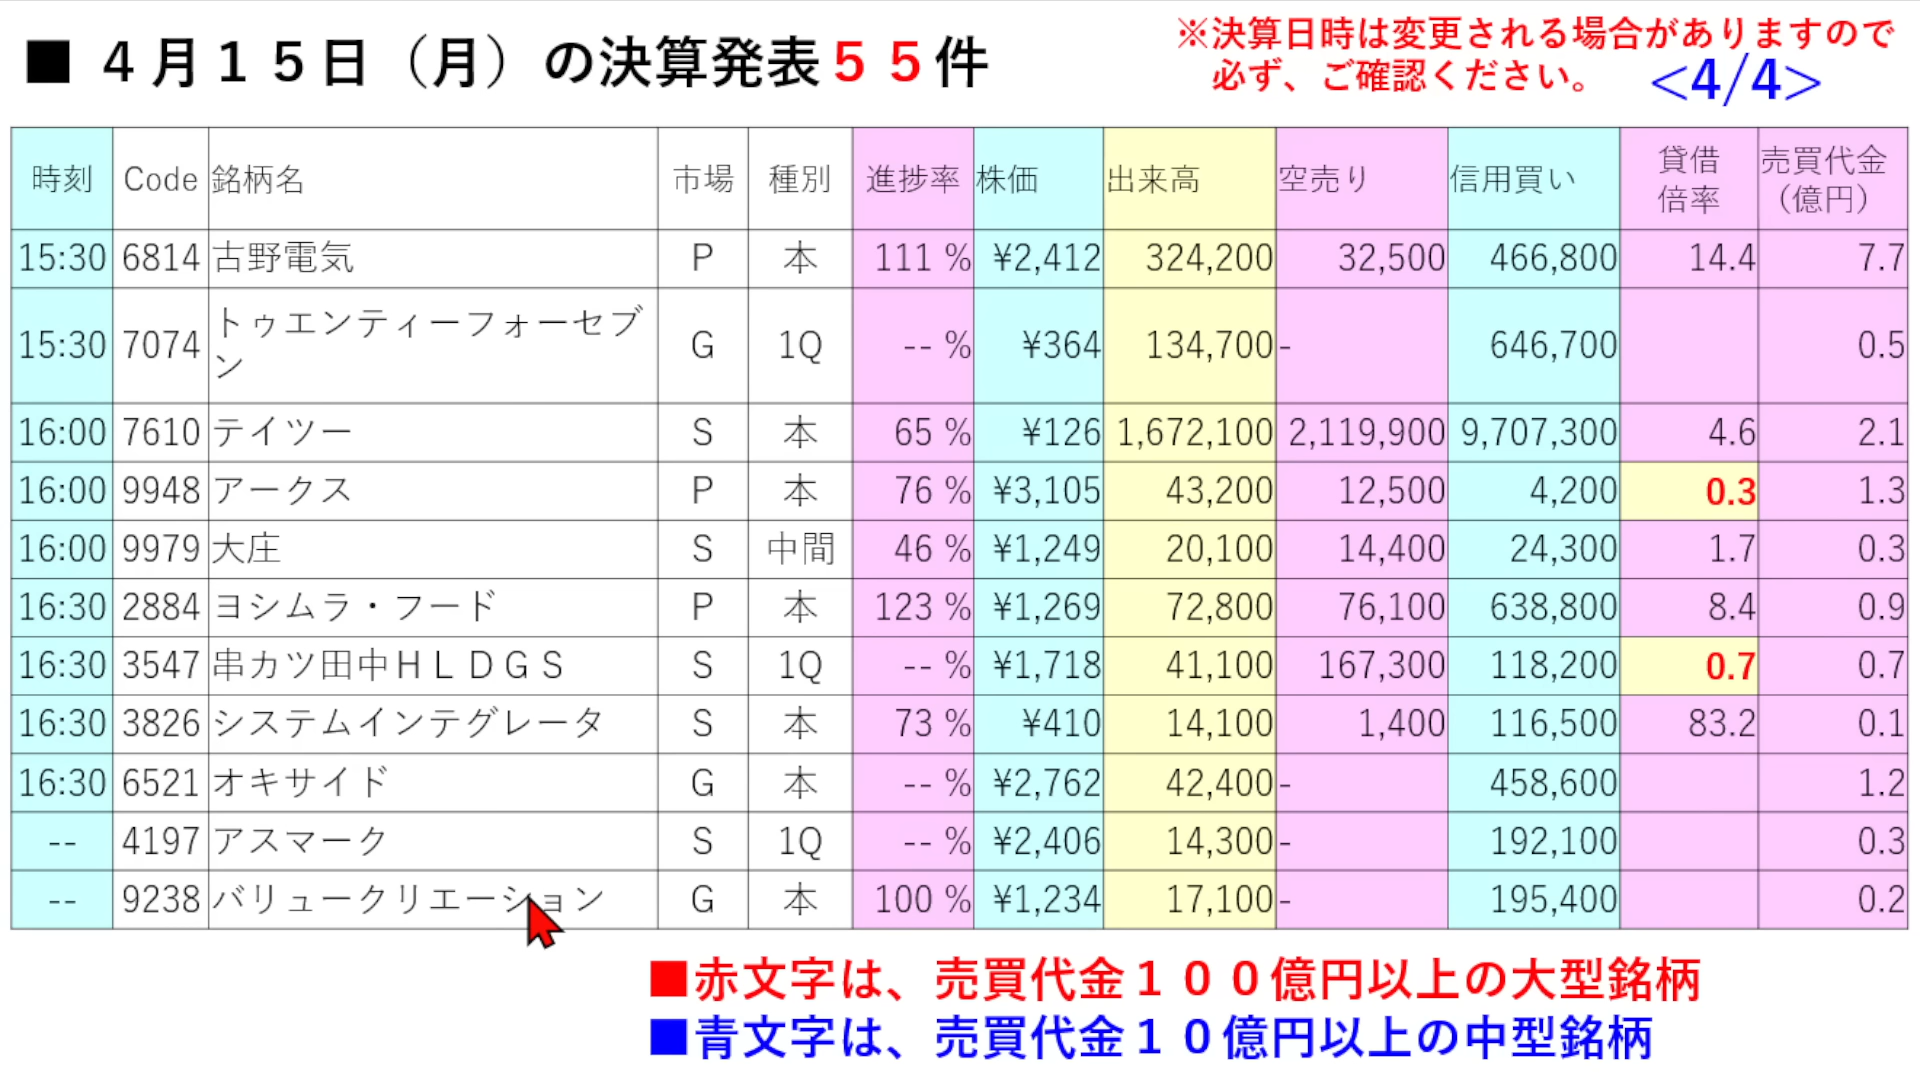 ■ ４月１５日（月）の決算発表５５件
※決算日時は変更される場合がありますので
必ず、ご確認ください。 <4/4>
時刻 Code 銘柄名 市場 種別 進捗率 株価 出来高 空売り 信用買い 貸借倍率 売買代金（億円）
15:30 6814 古野電気 P 本 111 % ¥2,412 324,200 32,500 466,800 14.4 7.7
15:30 7074 トゥエンティーフォーセブン G 1Q -- % ¥364 134,700 - 646,700 0.5
16:00 7610 テイツー S 本 65 % ¥126 1,672,100 2,119,900 9,707,300 4.6 2.1
16:00 9948 アークス P 本 76 % ¥3,105 43,200 12,500 4,200 0.3 1.3
16:00 9979 大庄 S 中間 46 % ¥1,249 20,100 14,400 24,300 1.7 0.3
16:30 2884 ヨシムラ・フード P 本 123 % ¥1,269 72,800 76,100 638,800 8.4 0.9
16:30 3547 串カツ田中ＨＬＤＧＳ S 1Q -- % ¥1,718 41,100 167,300 118,200 0.7 0.7
16:30 3826 システムインテグレータ S 本 73 % ¥410 14,100 1,400 116,500 83.2 0.1
16:30 6521 オキサイド G 本 -- % ¥2,762 42,400 - 458,600 1.2
-- 4197 アスマーク S 1Q -- % ¥2,406 14,300 - 192,100 0.3
-- 9238 バリュークリエーション G 本 100 % ¥1,234 17,100 - 195,400 0.2
■赤文字は、売買代金１００億円以上の大型銘柄
■青文字は、売買代金１０億円以上の中型銘柄